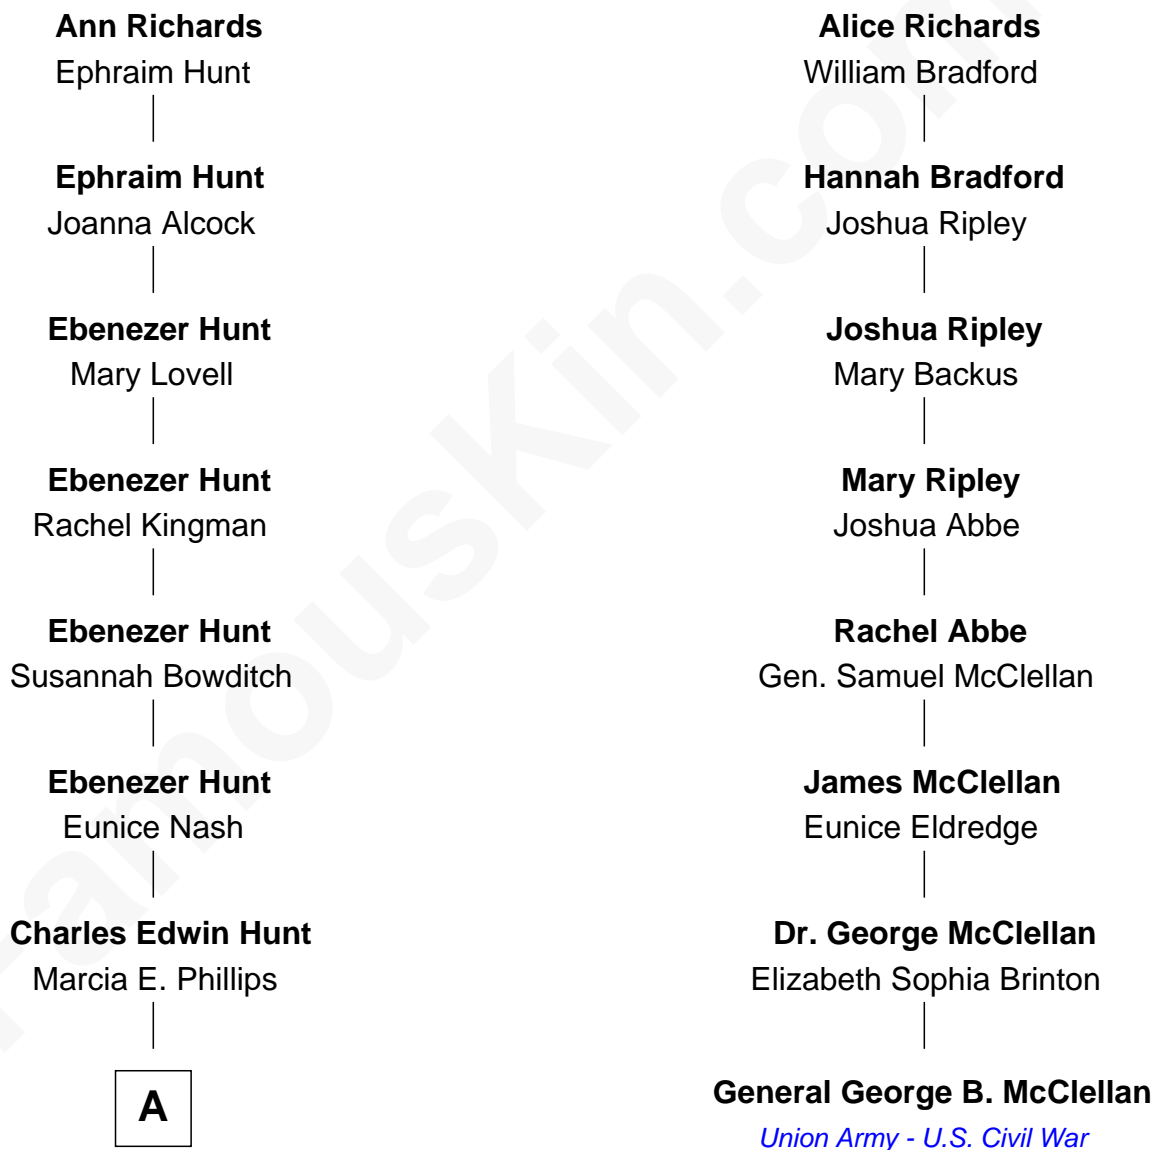 Ann Richards
Ephraim Hunt
Ephraim Hunt
Joanna Alcock
Ebenezer Hunt
Mary Lovell
Ebenezer Hunt
Rachel Kingman
Ebenezer Hunt
Susannah Bowditch
Ebenezer Hunt
Eunice Nash
Charles Edwin Hunt
Marcia E. Phillips
A
Alice Richards
William Bradford
Hannah Bradford
Joshua Ripley
Joshua Ripley
Mary Backus
Mary Ripley
Joshua Abbe
Rachel Abbe
Gen. Samuel McClellan
James McClellan
Eunice Eldredge
Dr. George McClellan
Elizabeth Sophia Brinton
General George B. McClellan
Union Army - U.S. Civil War
FamousKin.com